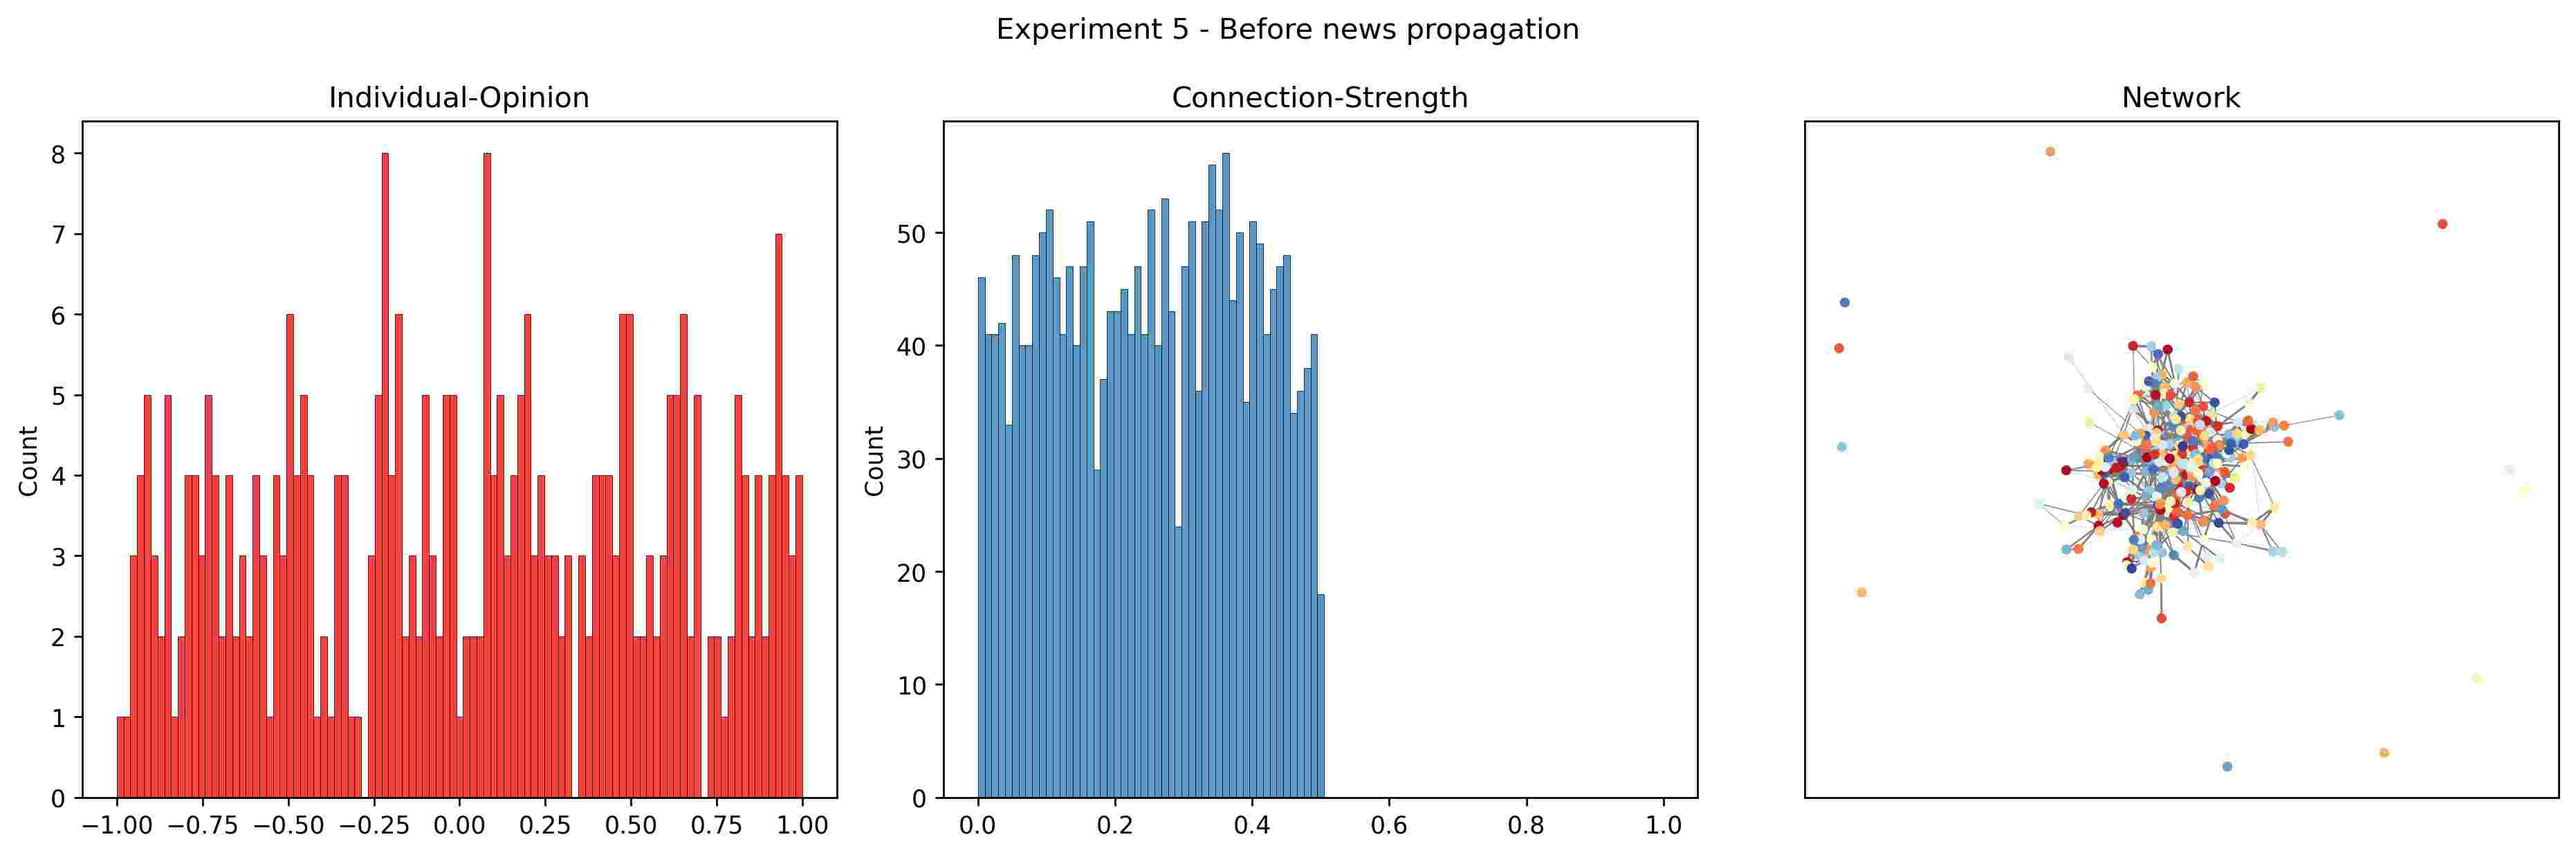 Experiment 5 - Before news propagation
Individual-Opinion
Connection-Strength
Network
8
7
6
5
4
3
2
1
0
Count
−1.00 −0.75 −0.50 −0.25 0.00 0.25 0.50 0.75 1.00
50
40
30
20
10
0
Count
0.0 0.2 0.4 0.6 0.8 1.0